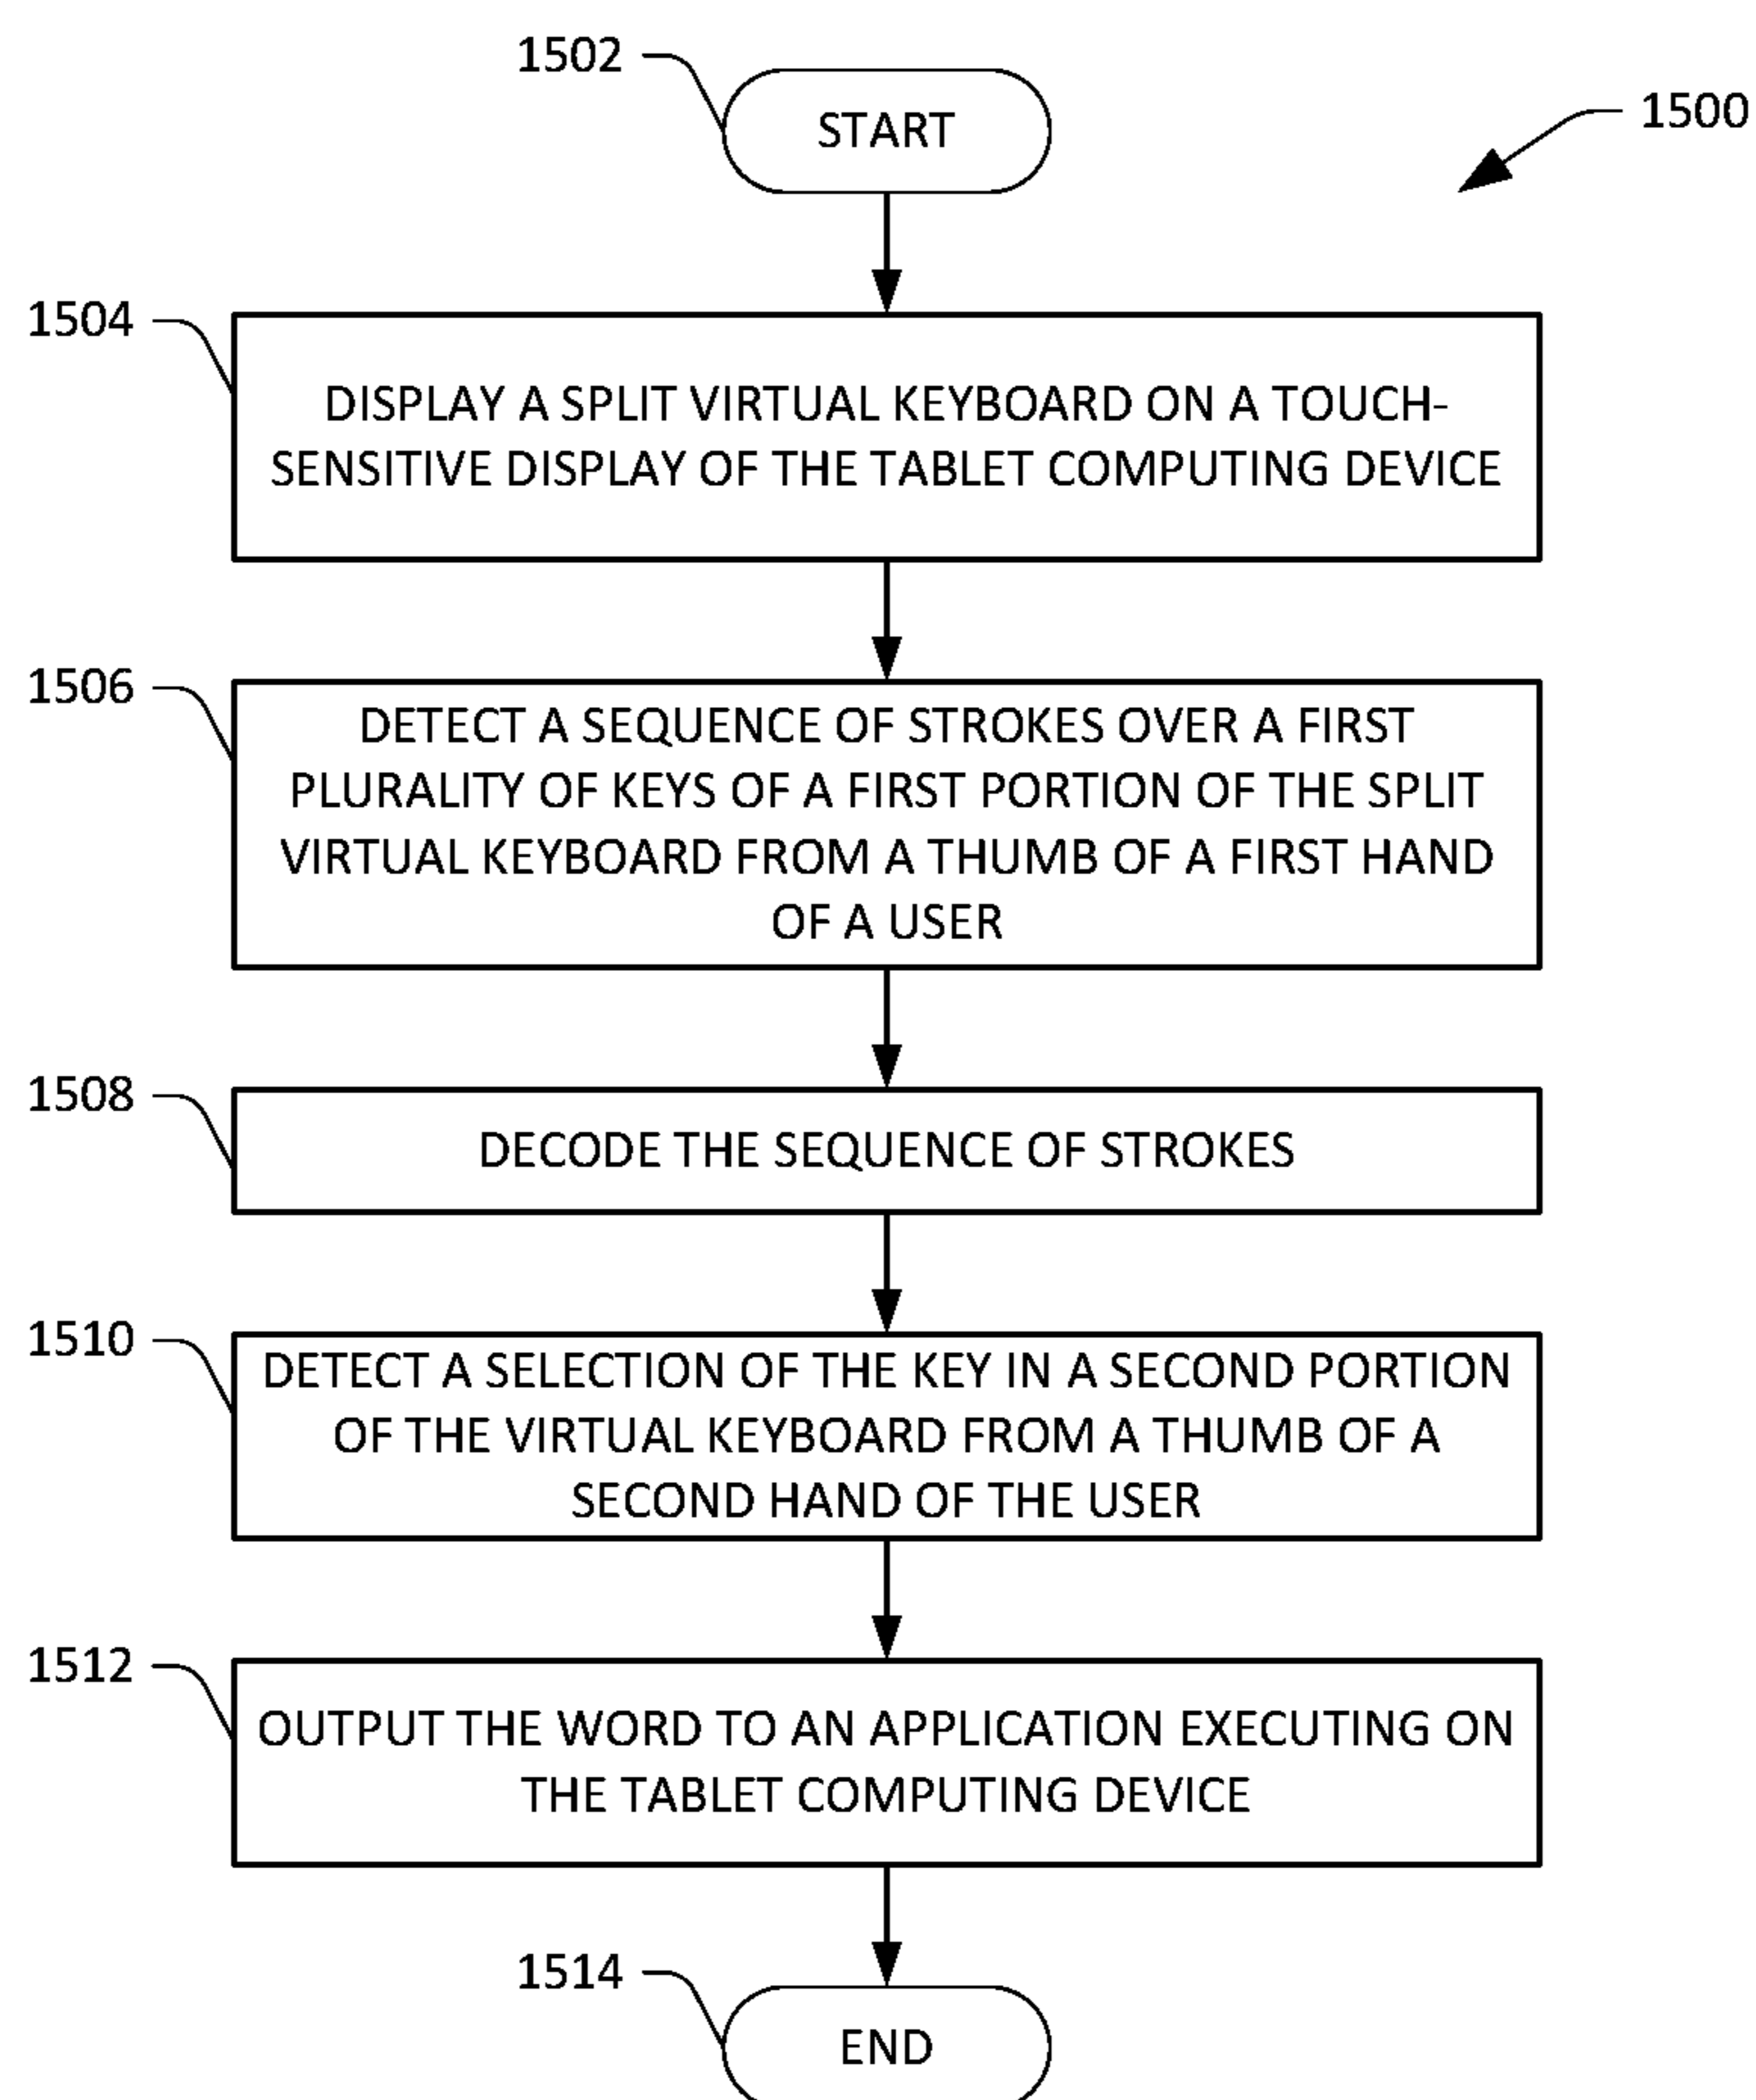 1502
START
1500
1504
DISPLAY A SPLIT VIRTUAL KEYBOARD ON A TOUCH-
SENSITIVE DISPLAY OF THE TABLET COMPUTING DEVICE
1506
DETECT A SEQUENCE OF STROKES OVER A FIRST
PLURALITY OF KEYS OF A FIRST PORTION OF THE SPLIT
VIRTUAL KEYBOARD FROM A THUMB OF A FIRST HAND
OF A USER
1508
DECODE THE SEQUENCE OF STROKES
1510
DETECT A SELECTION OF THE KEY IN A SECOND PORTION
OF THE VIRTUAL KEYBOARD FROM A THUMB OF A
SECOND HAND OF THE USER
1512
OUTPUT THE WORD TO AN APPLICATION EXECUTING ON
THE TABLET COMPUTING DEVICE
1514
END